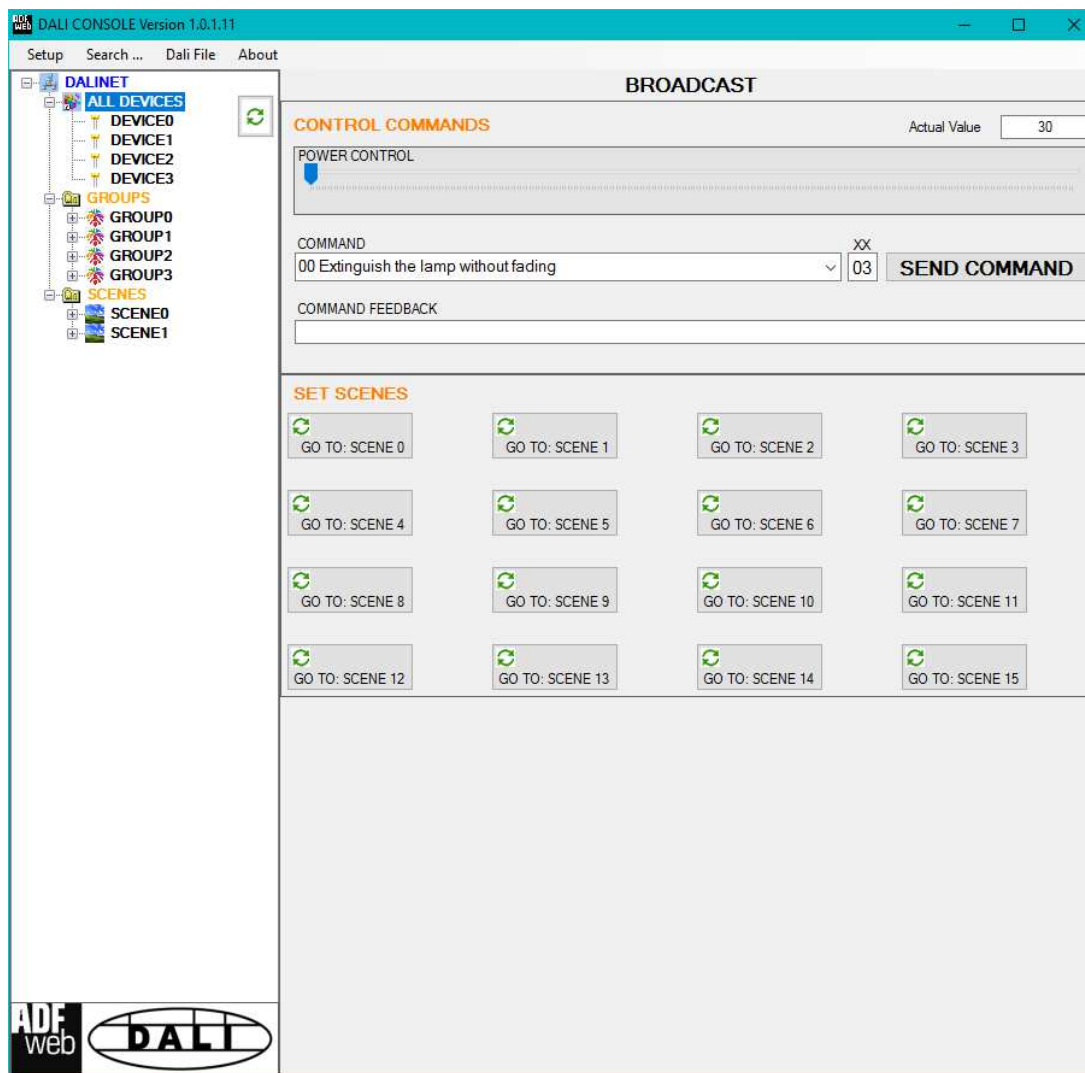 ADF web DALI CONSOLE Version 1.0.1.11
Setup Search ... Dali File About
DALINET
ALL DEVICES
DEVICE0
DEVICE1
DEVICE2
DEVICE3
GROUPS
GROUP0
GROUP1
GROUP2
GROUP3
SCENES
SCENE0
SCENE1
BROADCAST
CONTROL COMMANDS
Actual Value 30
POWER CONTROL
COMMAND XX
00 Extinguish the lamp without fading 03 SEND COMMAND
COMMAND FEEDBACK
SET SCENES
GO TO: SCENE 0 GO TO: SCENE 1 GO TO: SCENE 2 GO TO: SCENE 3
GO TO: SCENE 4 GO TO: SCENE 5 GO TO: SCENE 6 GO TO: SCENE 7
GO TO: SCENE 8 GO TO: SCENE 9 GO TO: SCENE 10 GO TO: SCENE 11
GO TO: SCENE 12 GO TO: SCENE 13 GO TO: SCENE 14 GO TO: SCENE 15
ADF
web
DALI